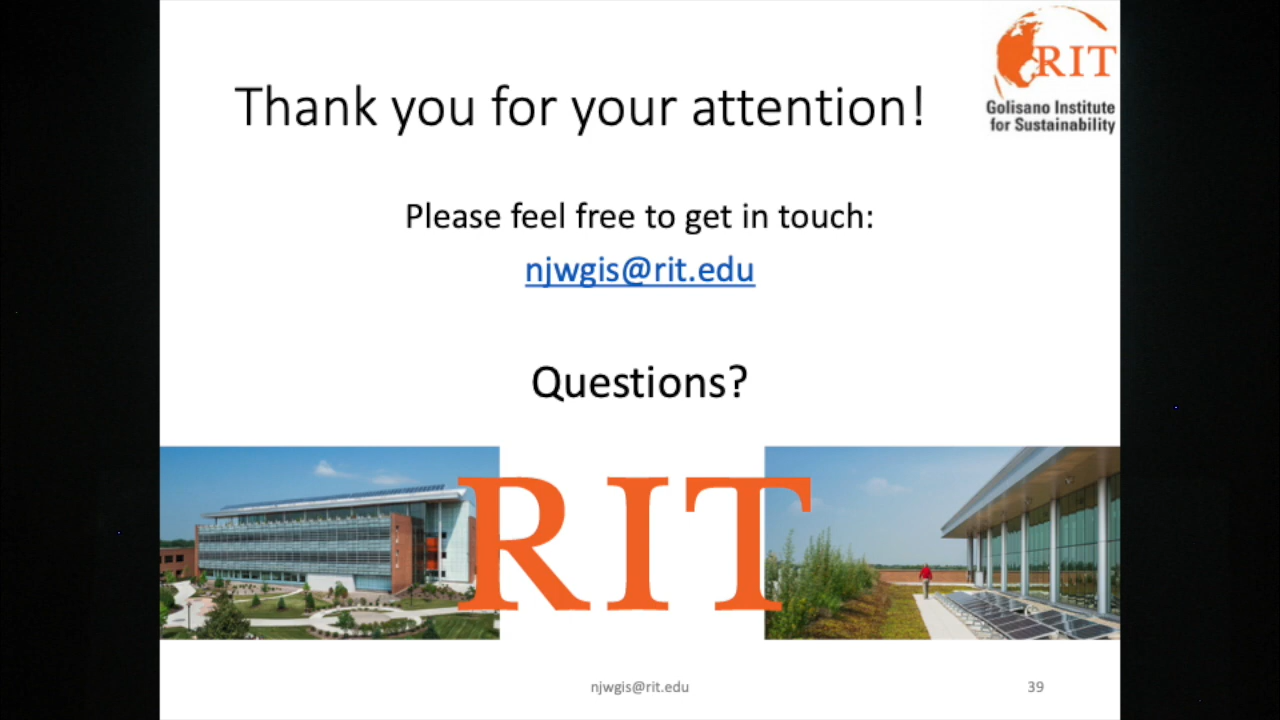 RIT
Golisano Institute
for Sustainability
Thank you for your attention!
Please feel free to get in touch:
njwgis@rit.edu
Questions?
RIT
njwgis@rit.edu
39